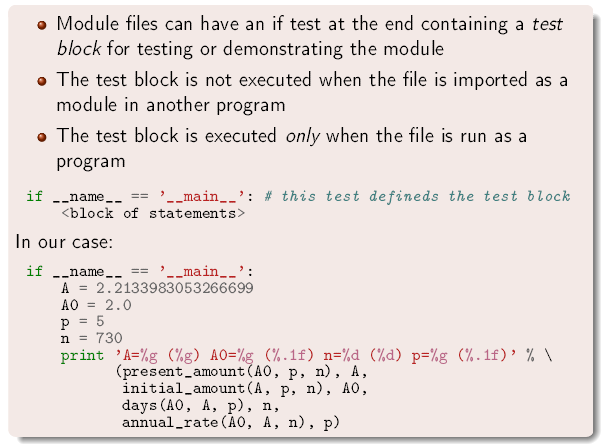 Module files can have an if test at the end containing a test
block for testing or demonstrating the module
The test block is not executed when the file is imported as a
module in another program
The test block is executed only when the file is run as a
program
if __name__ == '__main__': # this test defineds the test block
    <block of statements>
In our case:
if __name__ == '__main__':
    A = 2.2133983053266699
    A0 = 2.0
    p = 5
    n = 730
    print 'A=%g (%g) A0=%g (%.1f) n=%d (%d) p=%g (%.1f)' % \
          (present_amount(A0, p, n), A,
           initial_amount(A, p, n), A0,
           days(A0, A, p), n,
           annual_rate(A0, A, n), p)